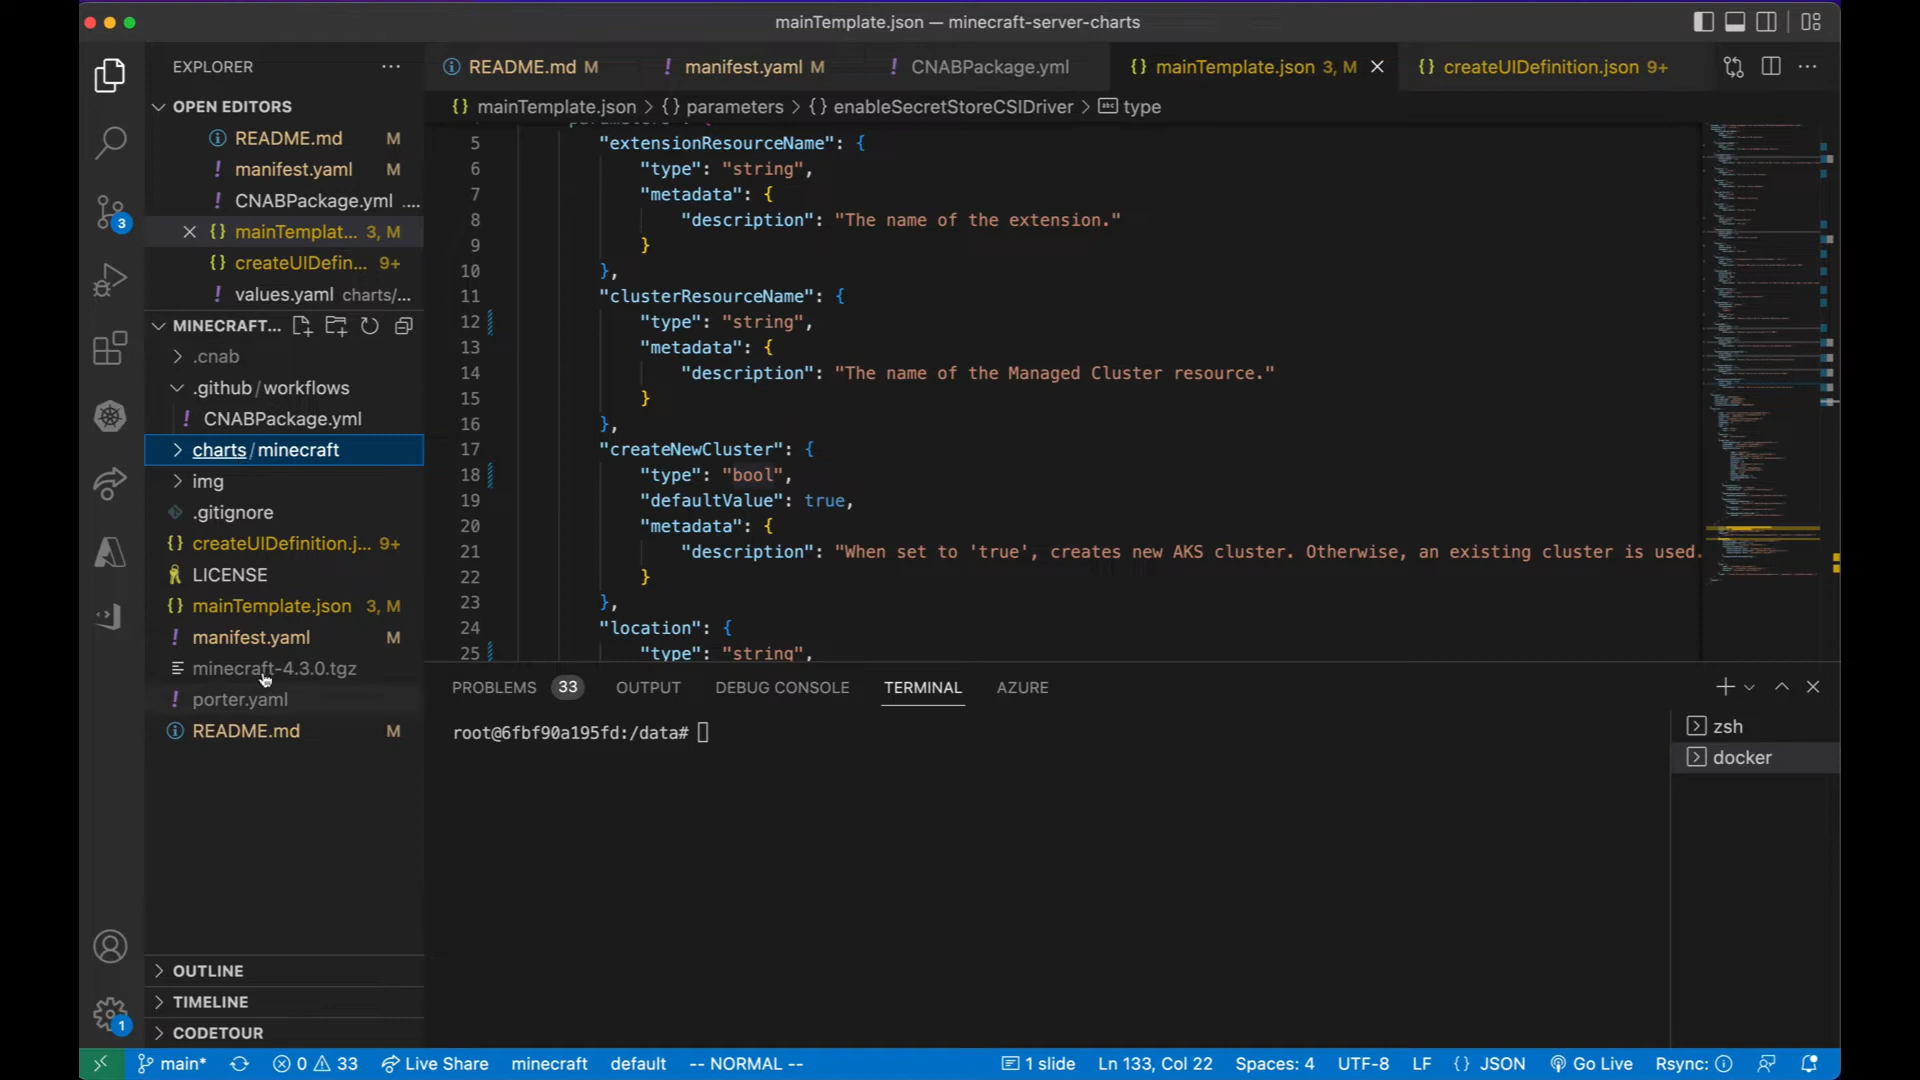 mainTemplate.json — minecraft-server-charts
EXPLORER
README.md M
manifest.yaml M
CNABPackage.yml
mainTemplate.json 3, M
createUIDefinition.json 9+
OPEN EDITORS
mainTemplate.json > {} parameters > {} enableSecretStoreCSIDriver > abc type
README.md M
manifest.yaml M
CNABPackage.yml ....
{} mainTemplat... 3, M
{} createUIDefin... 9+
values.yaml charts/...
MINECRAFT...
.cnab
.github / workflows
CNABPackage.yml
charts / minecraft
img
.gitignore
{} createUIDefinition.j... 9+
LICENSE
{} mainTemplate.json 3, M
manifest.yaml M
minecraft-4.3.0.tgz
porter.yaml
README.md M
OUTLINE
TIMELINE
CODETOUR
5 "extensionResourceName": {
6 "type": "string",
7 "metadata": {
8 "description": "The name of the extension."
9 }
10 },
11 "clusterResourceName": {
12 "type": "string",
13 "metadata": {
14 "description": "The name of the Managed Cluster resource."
15 }
16 },
17 "createNewCluster": {
18 "type": "bool",
19 "defaultValue": true,
20 "metadata": {
21 "description": "When set to 'true', creates new AKS cluster. Otherwise, an existing cluster is used.
22 }
23 },
24 "location": {
25 "type": "string",
PROBLEMS 33 OUTPUT DEBUG CONSOLE TERMINAL AZURE
root@6fbf90a195fd:/data#
zsh
docker
3
1
main* 0 33 Live Share minecraft default -- NORMAL -- 1 slide Ln 133, Col 22 Spaces: 4 UTF-8 LF {} JSON Go Live Rsync: